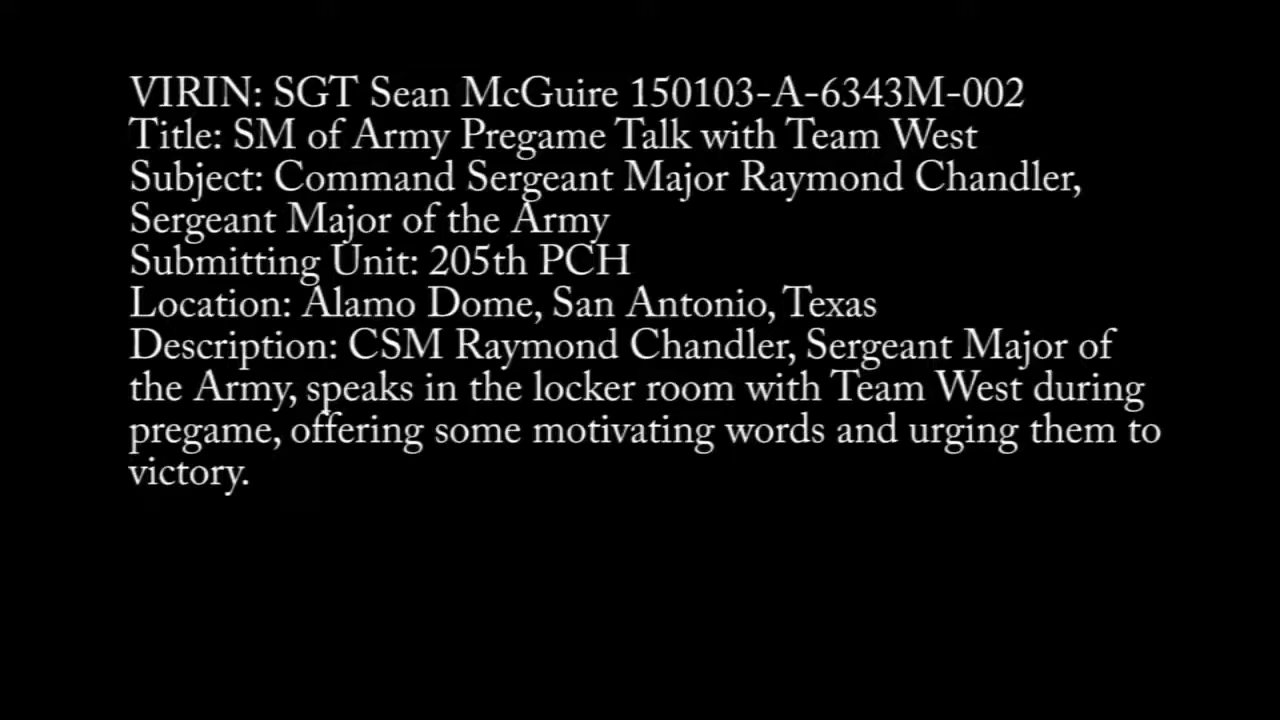 VIRIN: SGT Sean McGuire 150103-A-6343M-002
Title: SM of Army Pregame Talk with Team West
Subject: Command Sergeant Major Raymond Chandler,
Sergeant Major of the Army
Submitting Unit: 205th PCH
Location: Alamo Dome, San Antonio, Texas
Description: CSM Raymond Chandler, Sergeant Major of
the Army, speaks in the locker room with Team West during
pregame, offering some motivating words and urging them to
victory.